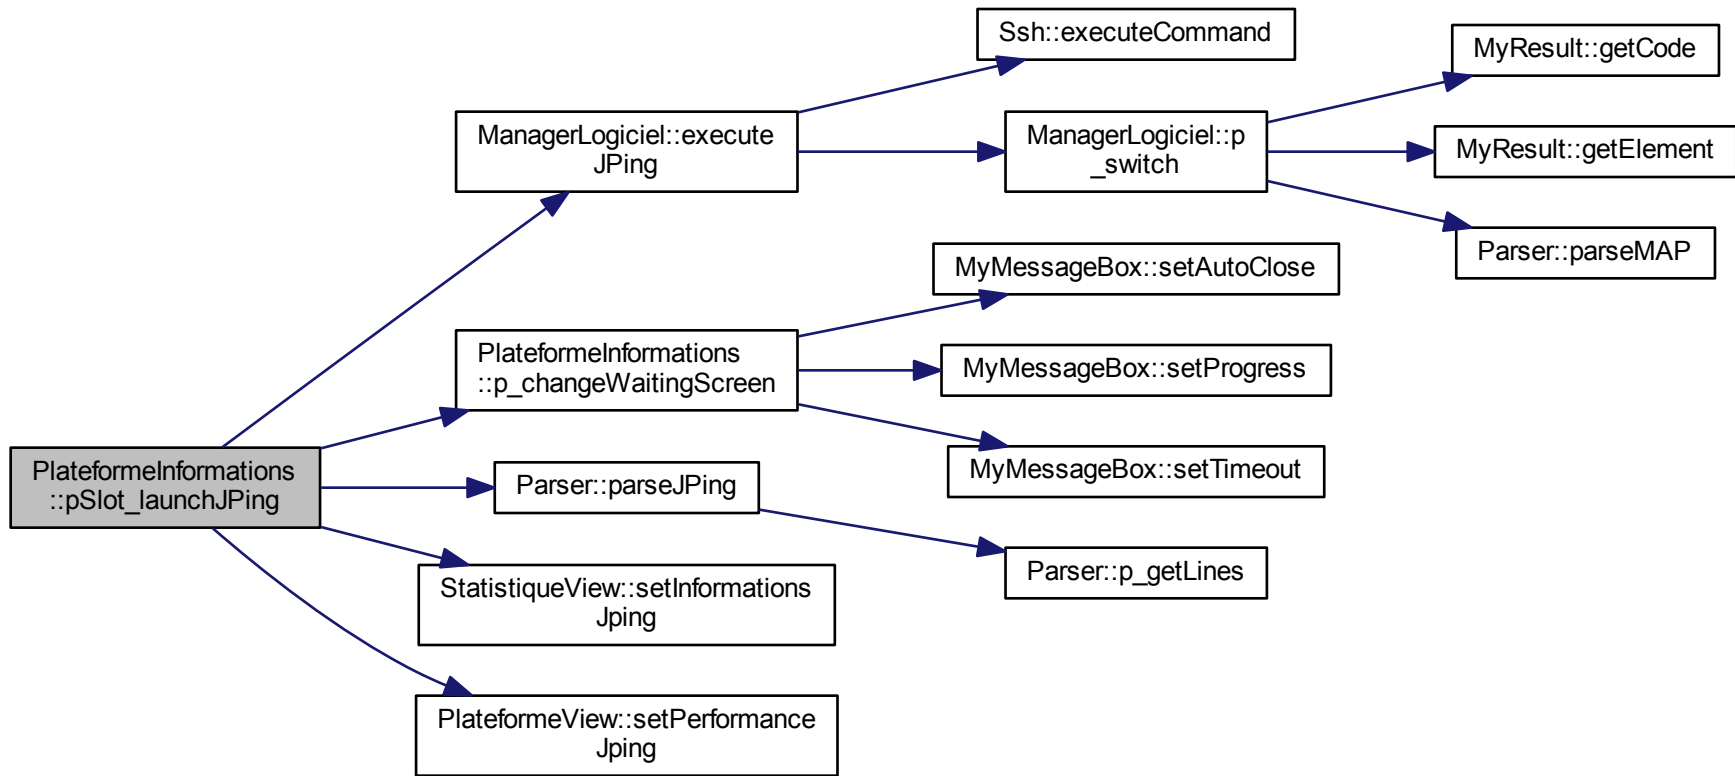 PlateformeInformations
::pSlot_launchJPing
ManagerLogiciel::execute
JPing
Ssh::executeCommand
ManagerLogiciel::p
_switch
MyResult::getCode
MyResult::getElement
Parser::parseMAP
PlateformeInformations
::p_changeWaitingScreen
MyMessageBox::setAutoClose
MyMessageBox::setProgress
MyMessageBox::setTimeout
Parser::parseJPing
Parser::p_getLines
StatistiqueView::setInformations
Jping
PlateformeView::setPerformance
Jping